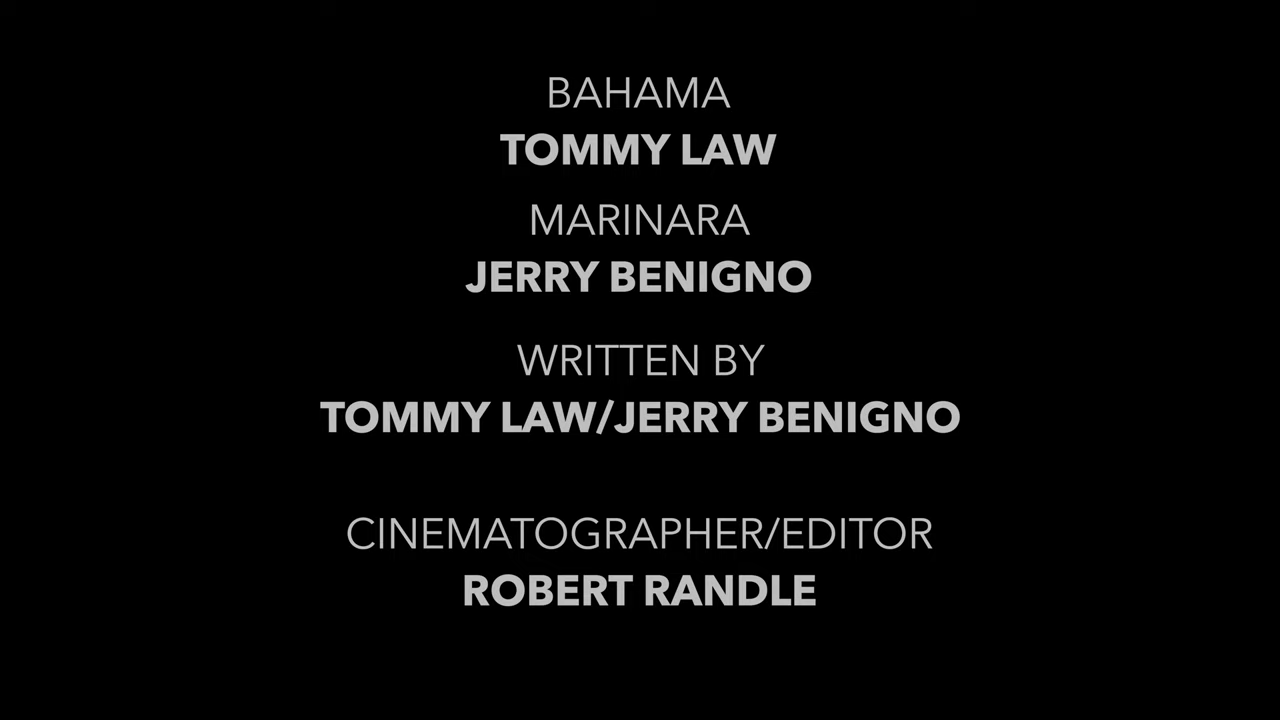 BAHAMA
TOMMY LAW
MARINARA
JERRY BENIGNO
WRITTEN BY
TOMMY LAW/JERRY BENIGNO
CINEMATOGRAPHER/EDITOR
ROBERT RANDLE